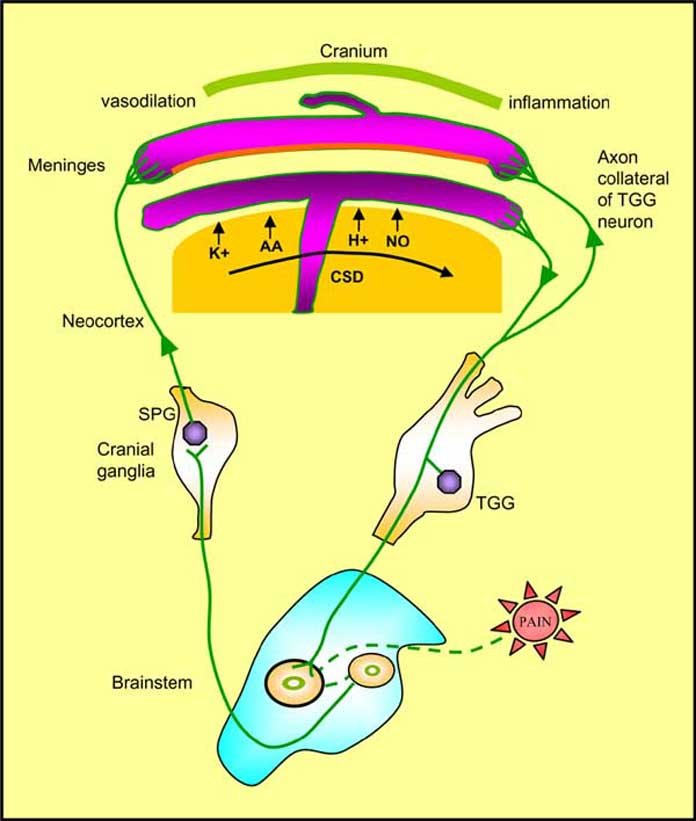 Cranium
vasodilation
inflammation
Meninges
Axon
collateral
of TGG
neuron
K+
AA
H+
NO
CSD
Neocortex
SPG
Cranial
ganglia
TGG
PAIN
Brainstem